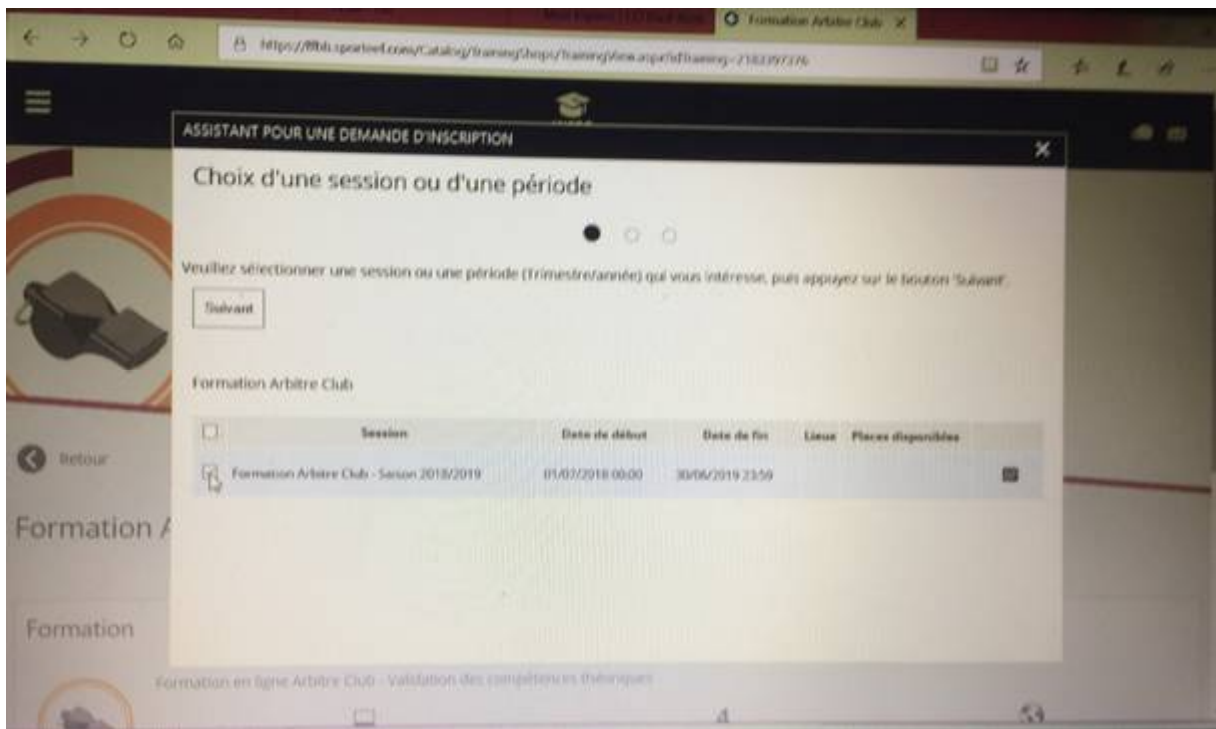 Formation Arbitre Club
ASSISTANT POUR UNE DEMANDE D'INSCRIPTION
Choix d'une session ou d'une période
Veuillez sélectionner une session ou une période (Trimestre/année) qui vous intéresse, puis appuyez sur le bouton 'Suivant'.
Suivant
Formation Arbitre Club
Session Date de début Date de fin Lieux Places disponibles
Formation Arbitre Club - Saison 2018/2019 01/07/2018 00:00 30/06/2019 23:59
Retour
Formation A
Formation
Formation en ligne Arbitre Club - Validation des compétences théoriques